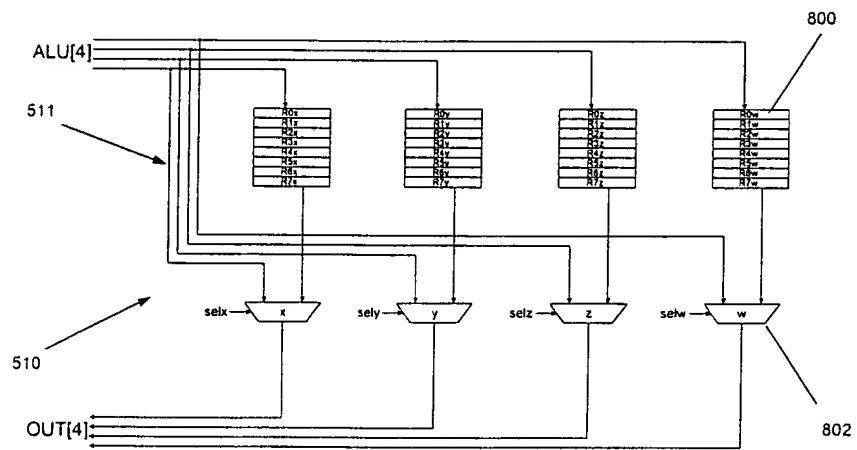 800
ALU[4]
511
R0x R0y R0z R0w
R1x R1y R1z R1w
R2x R2y R2z R2w
R3x R3y R3z R3w
R4x R4y R4z R4w
R5x R5y R5z R5w
R6x R6y R6z R6w
R7x R7y R7z R7w
selx x sely y selz z selw w
510
OUT[4]
802